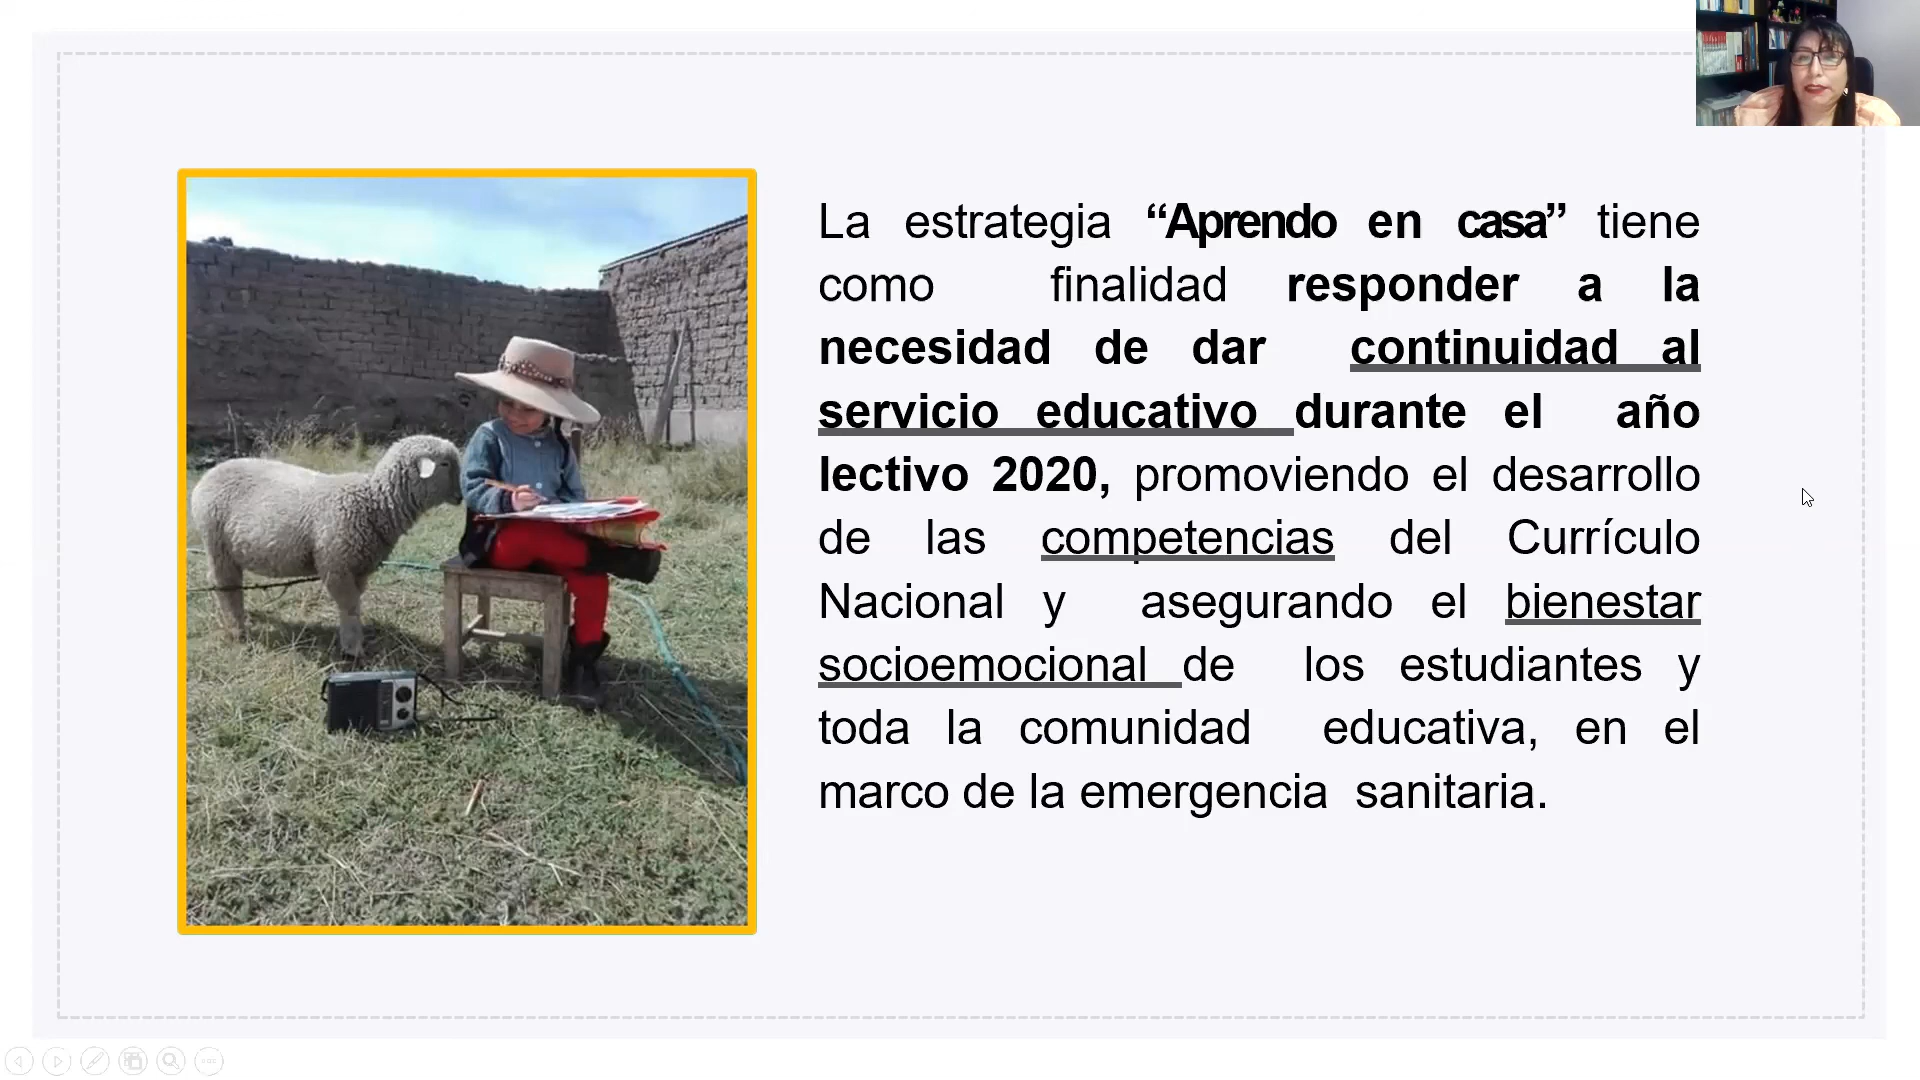 La estrategia “Aprendo en casa” tiene
como finalidad responder a la
necesidad de dar continuidad al
servicio educativo durante el año
lectivo 2020, promoviendo el desarrollo
de las competencias del Currículo
Nacional y asegurando el bienestar
socioemocional de los estudiantes y
toda la comunidad educativa, en el
marco de la emergencia sanitaria.